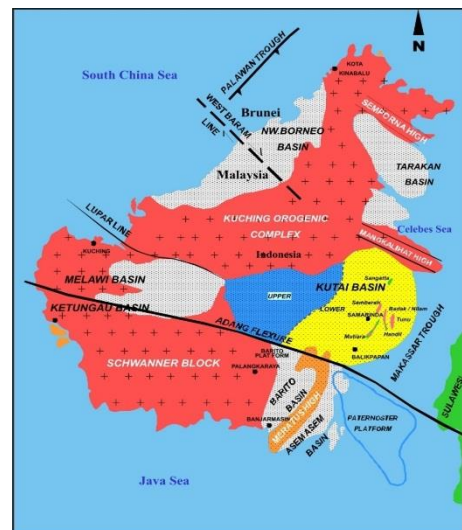 N
South China Sea
PALAWAN TROUGH
KOTA
KINABALU
WEST BARAM
LINE
Brunei
NW.BORNEO
BASIN
SEMPORNA HIGH
Malaysia
TARAKAN
BASIN
LUPAR LINE
KUCHING OROGENIC
COMPLEX
Celebes Sea
KUCHING
Indonesia
MANGKALIHAT HIGH
MELAWI BASIN
KUTAI BASIN
Sangatta
KETUNGAU BASIN
UPPER
LOWER
Semberah
Badak / Nilam
SAMARINDA
Tunu
Handil
Mutiara
ADANG FLEXURE
MAKASSAR TROUGH
BARITO
PLATFORM
BALIKPAPAN
SCHWANNER BLOCK
PALANGKARAYA
SULAWES
BARITO
BASIN
MERATUS HIGH
ASEM ASEM
BASIN
PATERNOSTER
PLATFORM
BANJARMASIN
Java Sea